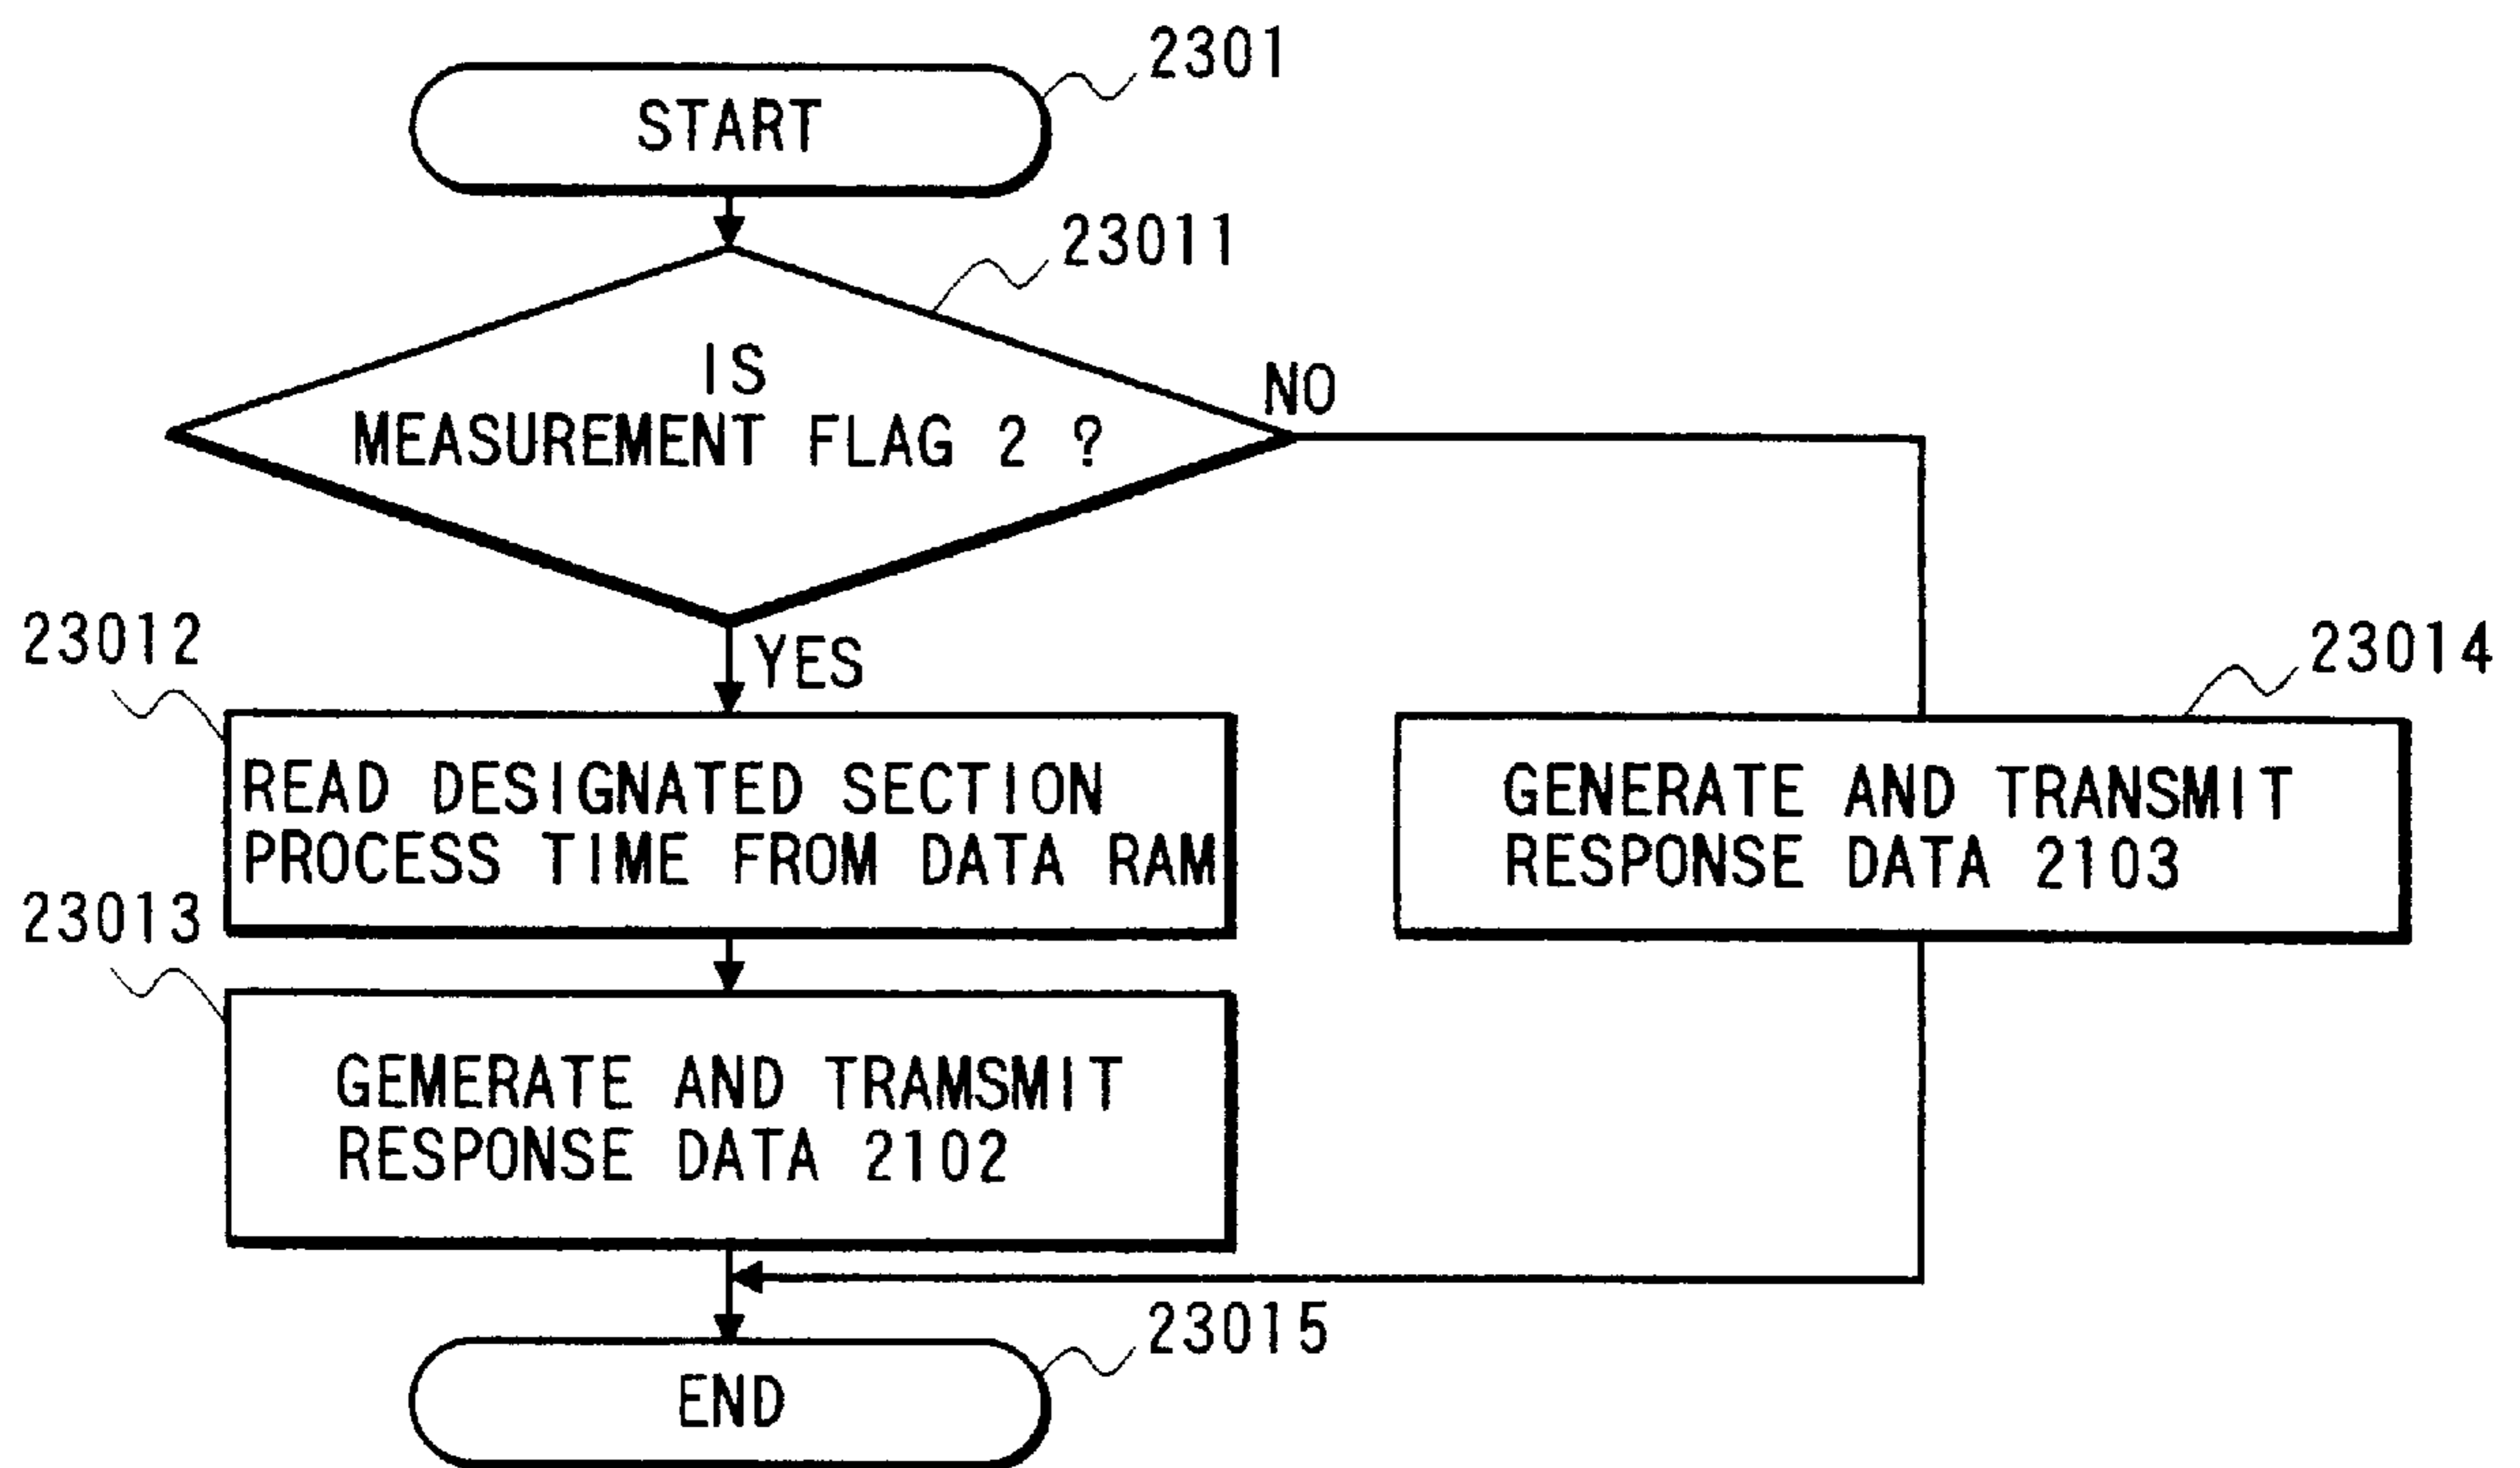 2301
START
23011
IS
MEASUREMENT FLAG 2 ?
NO
YES
23012
READ DESIGNATED SECTION
PROCESS TIME FROM DATA RAM
23014
GENERATE AND TRANSMIT
RESPONSE DATA 2103
23013
GEMERATE AND TRAMSMIT
RESPONSE DATA 2102
23015
END